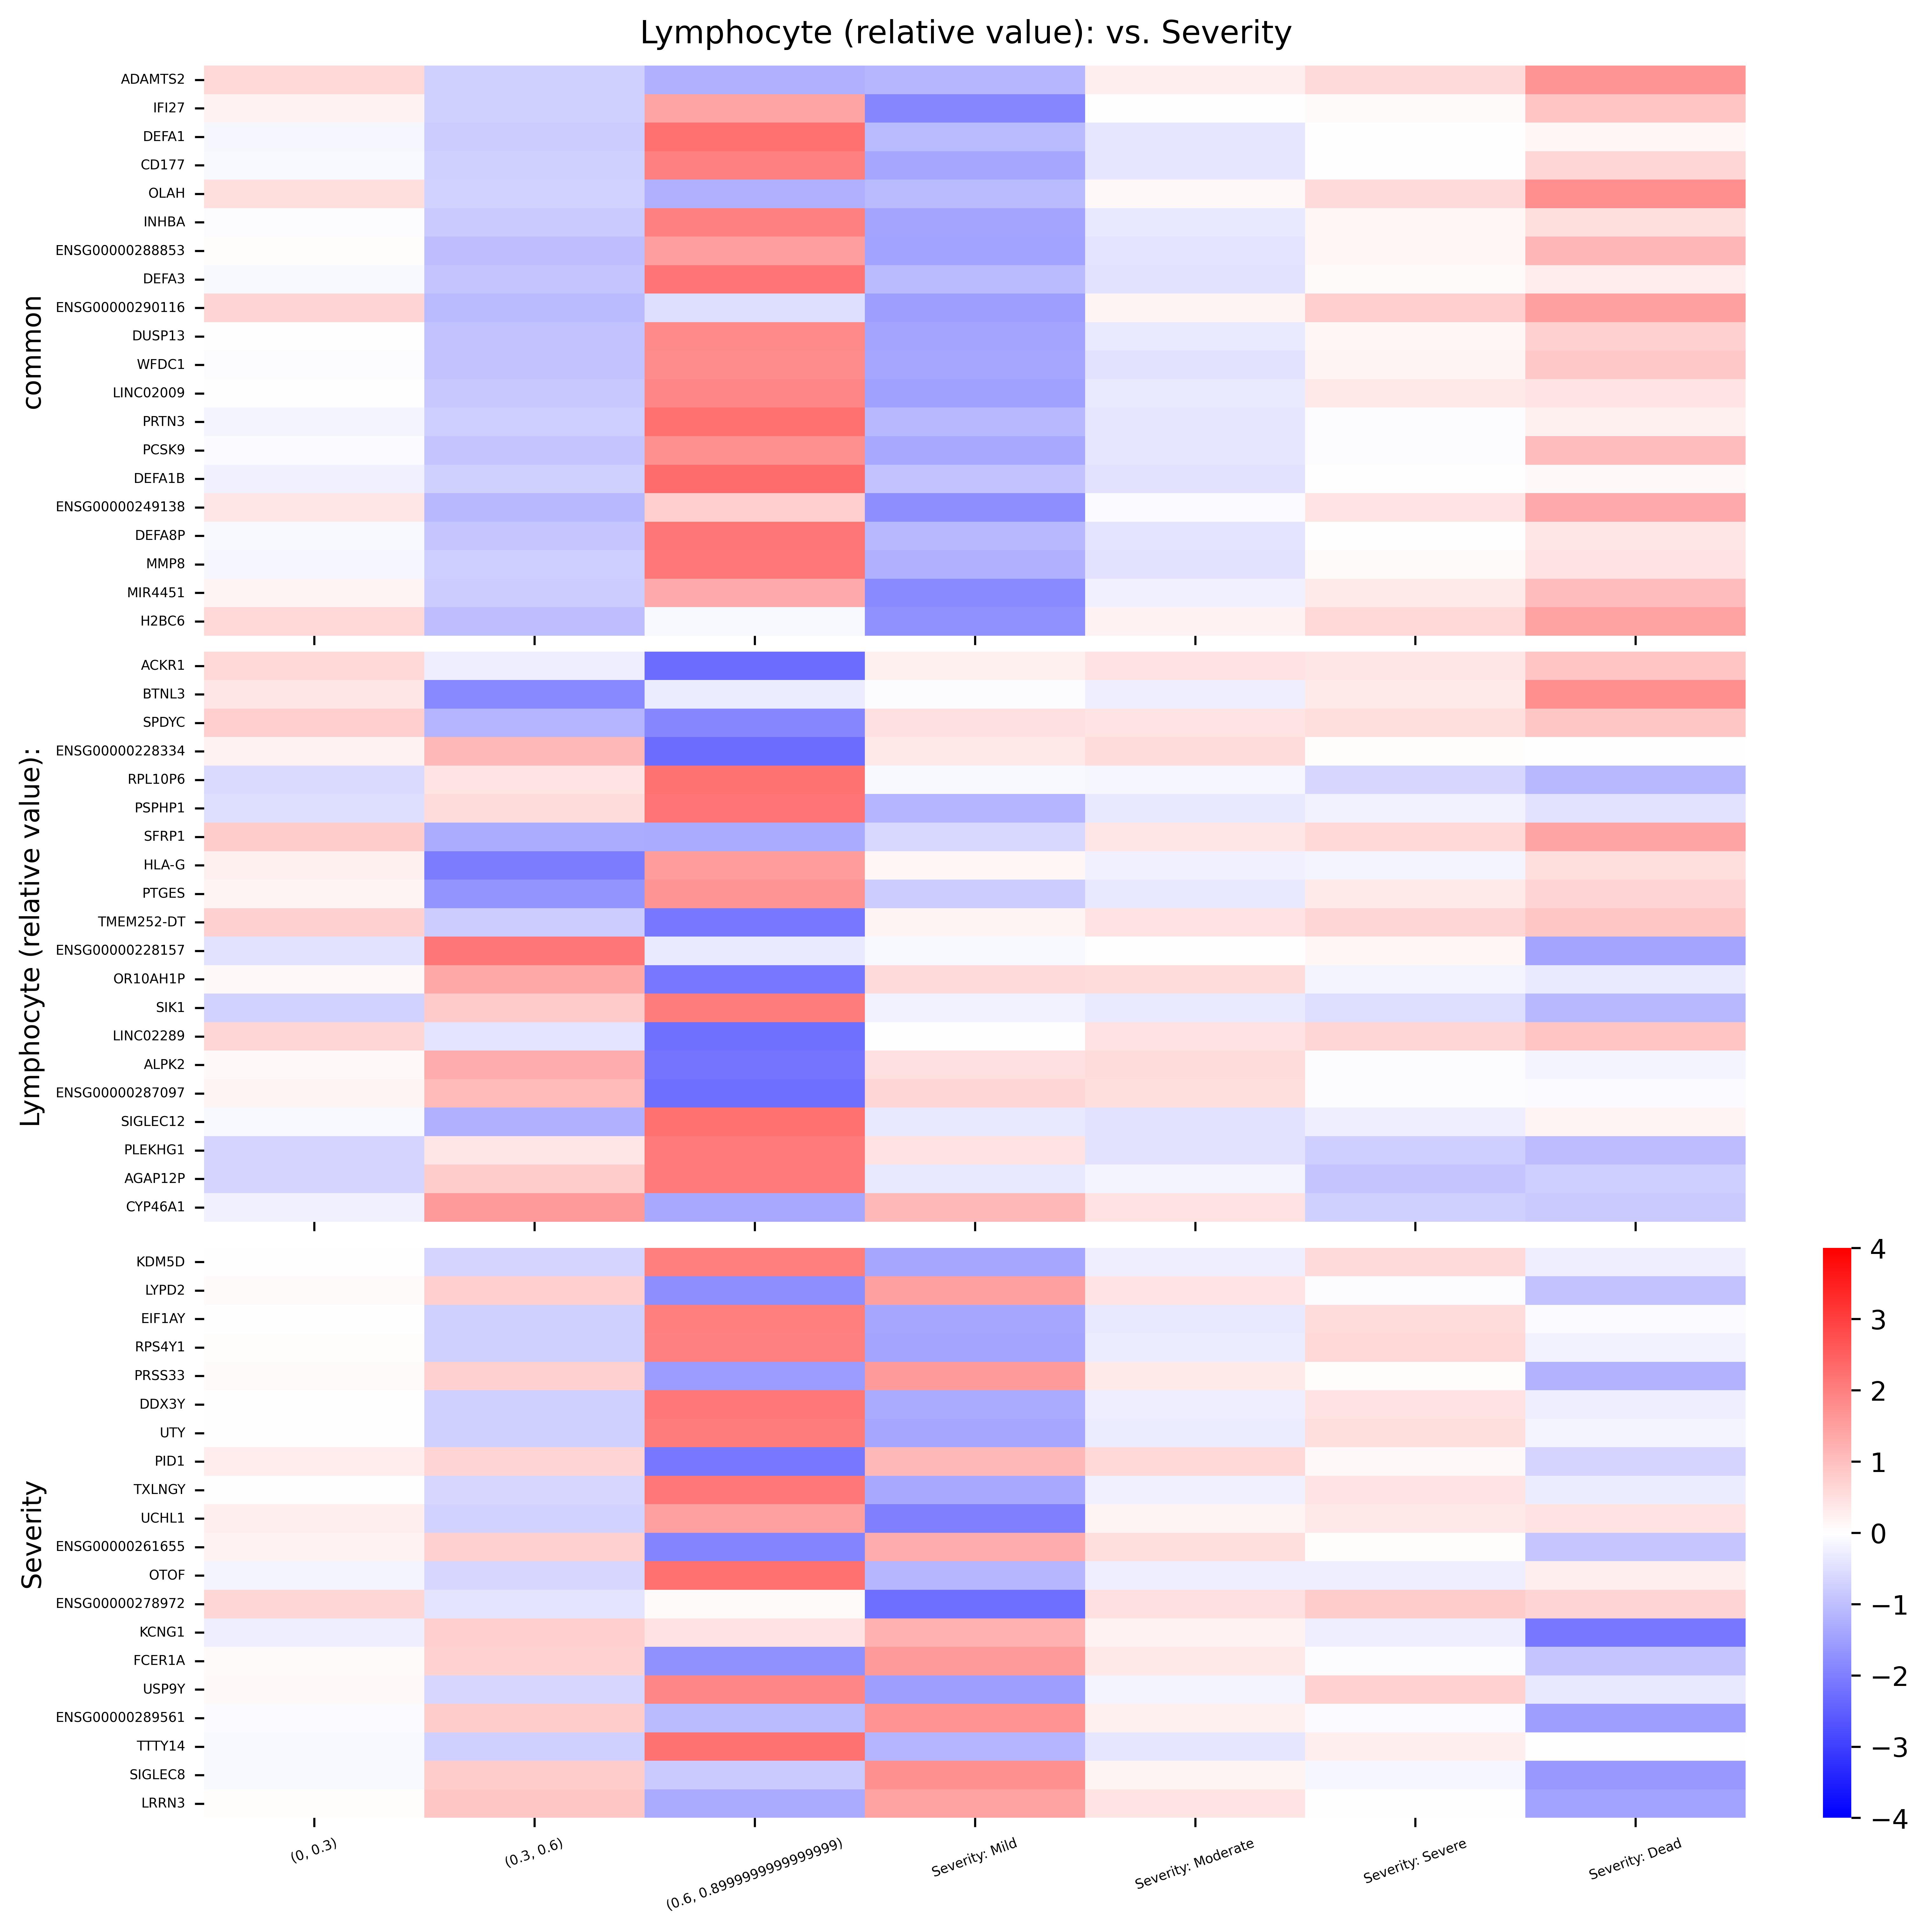 Lymphocyte (relative value): vs. Severity
common
ADAMTS2
IFI27
DEFA1
CD177
OLAH
INHBA
ENSG00000288853
DEFA3
ENSG00000290116
DUSP13
WFDC1
LINC02009
PRTN3
PCSK9
DEFA1B
ENSG00000249138
DEFA8P
MMP8
MIR4451
H2BC6
Lymphocyte (relative value):
ACKR1
BTNL3
SPDYC
ENSG00000228334
RPL10P6
PSPHP1
SFRP1
HLA-G
PTGES
TMEM252-DT
ENSG00000228157
OR10AH1P
SIK1
LINC02289
ALPK2
ENSG00000287097
SIGLEC12
PLEKHG1
AGAP12P
CYP46A1
Severity
KDM5D
LYPD2
EIF1AY
RPS4Y1
PRSS33
DDX3Y
UTY
PID1
TXLNGY
UCHL1
ENSG00000261655
OTOF
ENSG00000278972
KCNG1
FCER1A
USP9Y
ENSG00000289561
TTTY14
SIGLEC8
LRRN3
(0, 0.3)
(0.3, 0.6)
(0.6, 0.8999999999999999)
Severity: Mild
Severity: Moderate
Severity: Severe
Severity: Dead
4
3
2
1
0
−1
−2
−3
−4